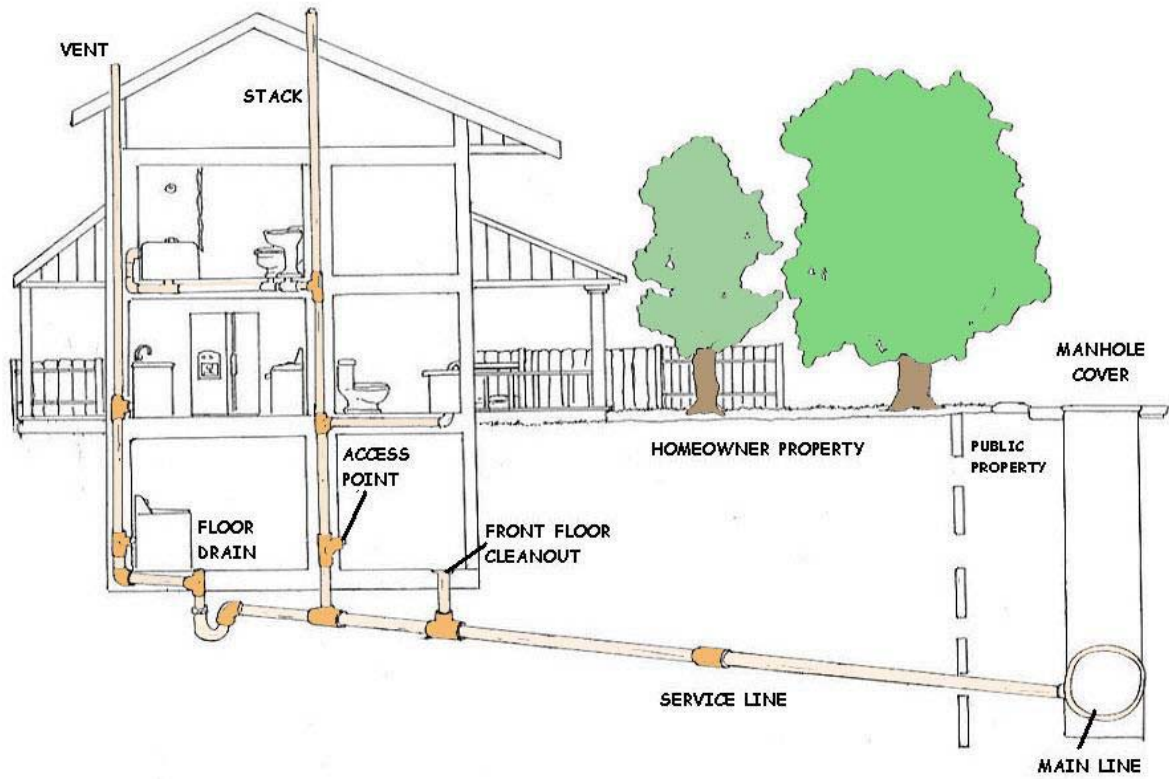 VENT
STACK
MANHOLE
COVER
HOMEOWNER PROPERTY
PUBLIC
PROPERTY
ACCESS
POINT
FLOOR
DRAIN
FRONT FLOOR
CLEANOUT
SERVICE LINE
MAIN LINE